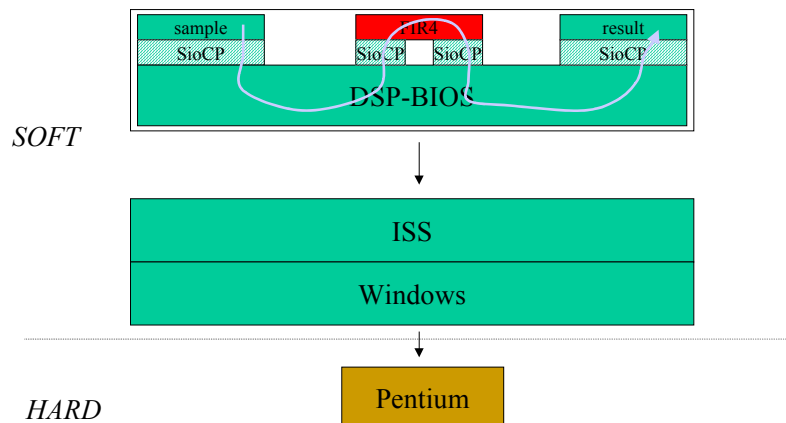 sample FIR4 result
SioCP SioCP SioCP SioCP
DSP-BIOS
SOFT
ISS
Windows
Pentium
HARD